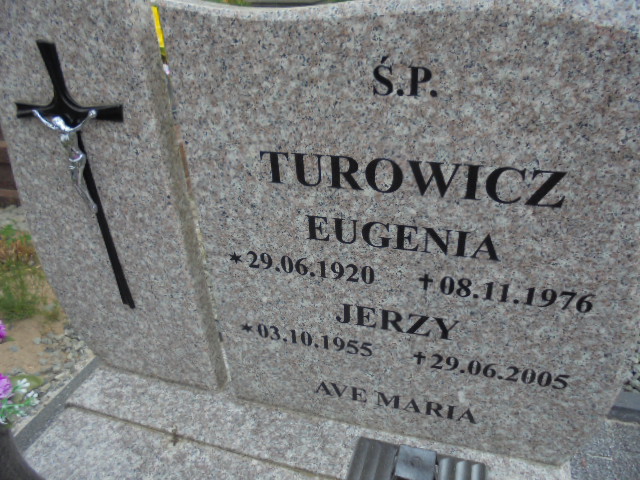 Ś.P.
TUROWICZ
EUGENIA
*29.06.1920 †08.11.1976
JERZY
*03.10.1955 †29.06.2005
AVE MARIA